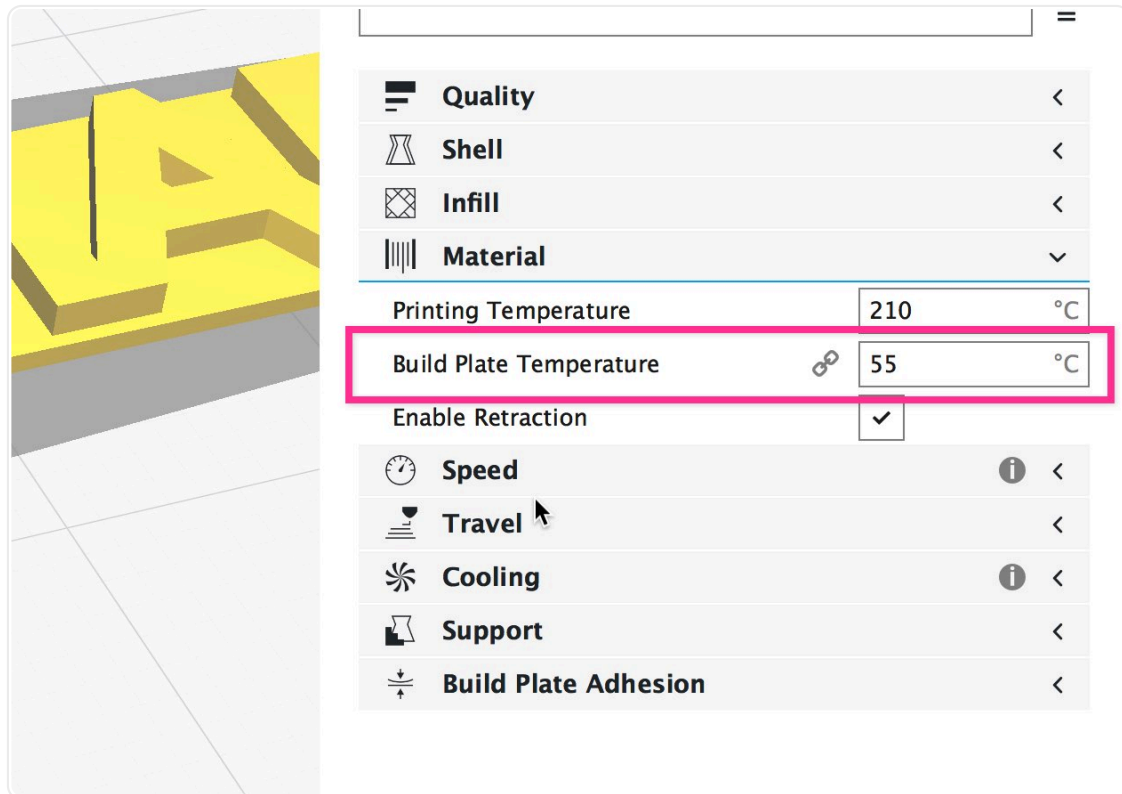 Quality
Shell
Infill
Material
Printing Temperature 210 °C
Build Plate Temperature 55 °C
Enable Retraction
Speed
Travel
Cooling
Support
Build Plate Adhesion